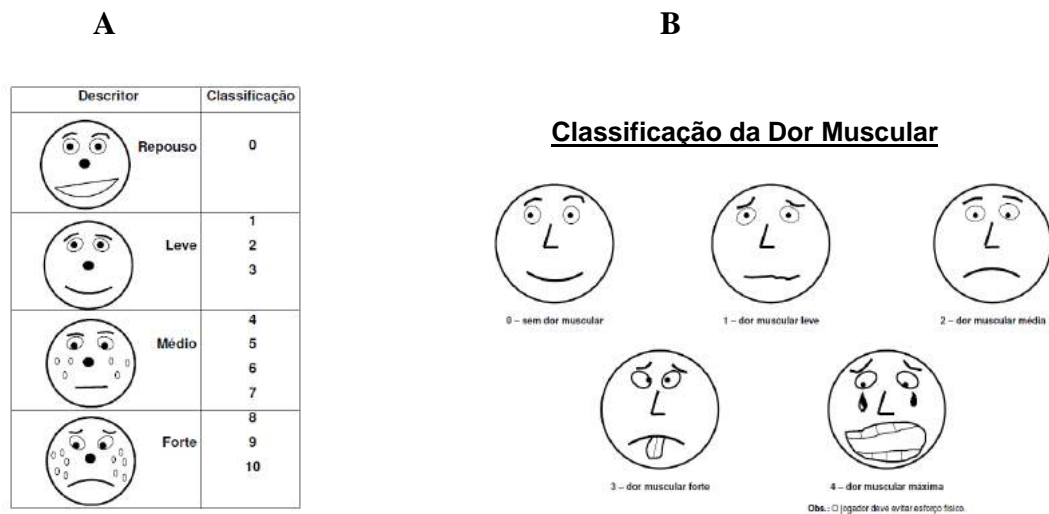 A
B
Descritor Classificação
Repouso 0
1
Leve 2
3
4
Médio 5
6
7
8
Forte 9
10
Classificação da Dor Muscular
0 – sem dor muscular
1 – dor muscular leve
2 – dor muscular média
3 – dor muscular forte
4 – dor muscular máxima
Obs.: O jogador deve evitar esforço físico.